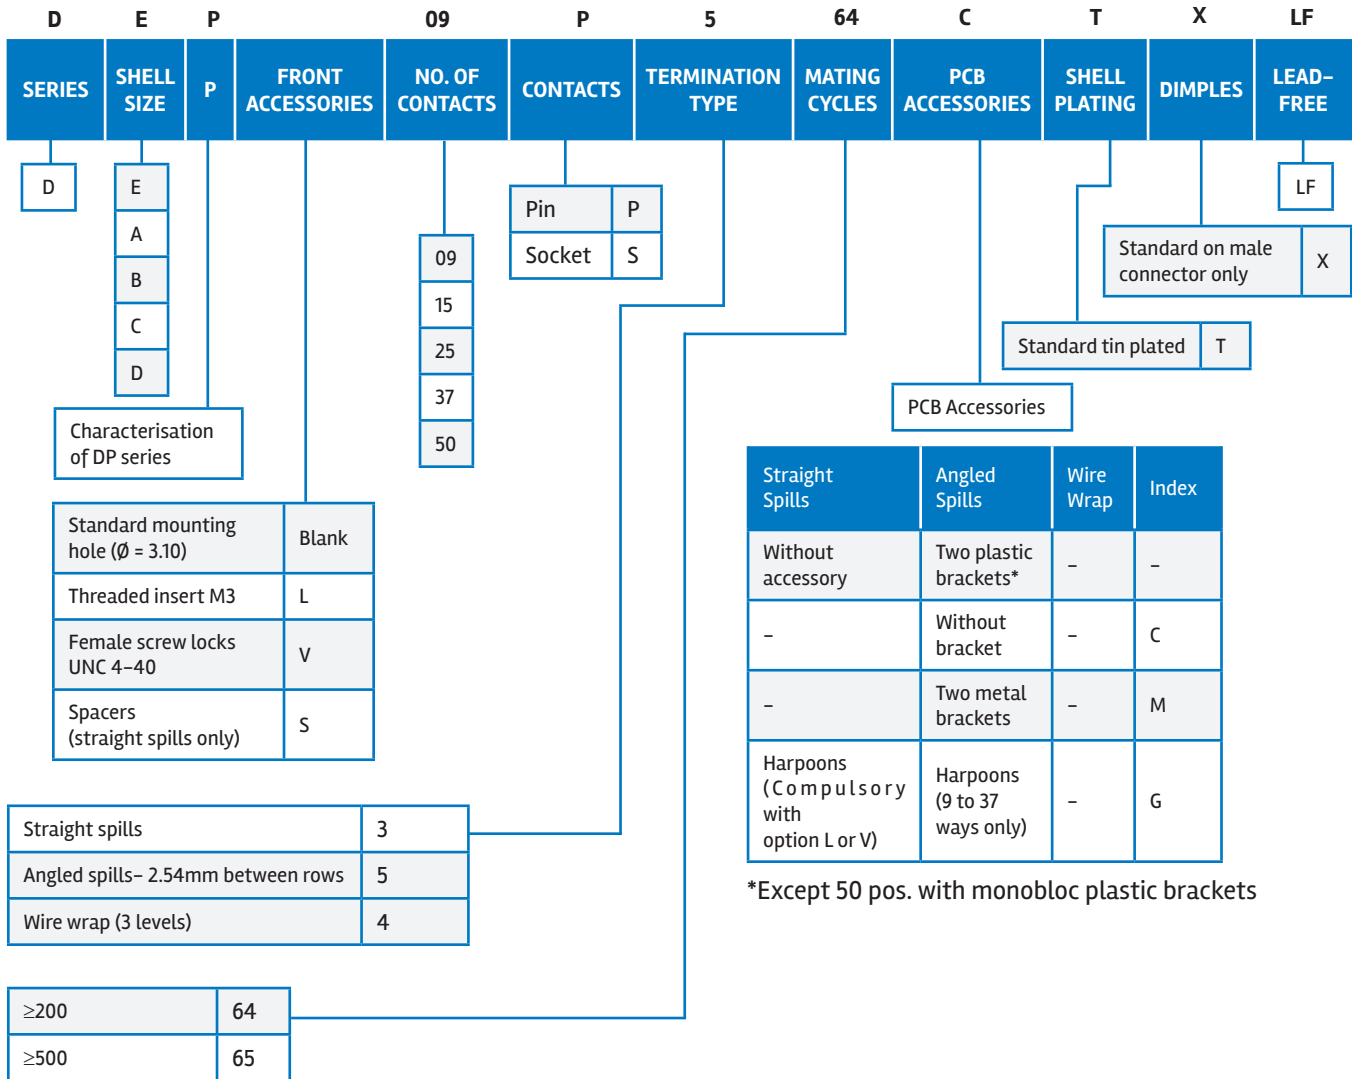 D E P 09 P 5 64 C T X LF
SERIES
SHELL
SIZE
P
FRONT
ACCESSORIES
NO. OF
CONTACTS
CONTACTS
TERMINATION
TYPE
MATING
CYCLES
PCB
ACCESSORIES
SHELL
PLATING
DIMPLES
LEAD–
FREE
D
E
A
B
C
D
Characterisation
of DP series
Standard mounting
hole (Ø = 3.10)
Blank
Threaded insert M3
L
Female screw locks
UNC 4–40
V
Spacers
(straight spills only)
S
09
15
25
37
50
Pin P
Socket S
Straight spills 3
Angled spills– 2.54mm between rows 5
Wire wrap (3 levels) 4
≥200 64
≥500 65
PCB Accessories
Straight
Spills
Angled
Spills
Wire
Wrap
Index
Without
accessory
Two plastic
brackets*
–
–
–
Without
bracket
–
C
–
Two metal
brackets
–
M
Harpoons
(Compulsory
with
option L or V)
Harpoons
(9 to 37
ways only)
–
G
*Except 50 pos. with monobloc plastic brackets
Standard tin plated T
Standard on male
connector only
X
LF